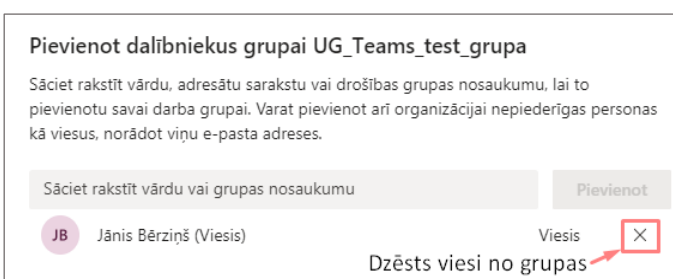 Pievienot dalībniekus grupai UG_Teams_test_grupa
Sāciet rakstīt vārdu, adresātu sarakstu vai drošības grupas nosaukumu, lai to
pievienotu savai darba grupai. Varat pievienot arī organizācijai nepiederīgas personas
kā viesus, norādot viņu e-pasta adreses.
Sāciet rakstīt vārdu vai grupas nosaukumu Pievienot
JB Jānis Bērziņš (Viesis) Viesis
Dzēsts viesi no grupas